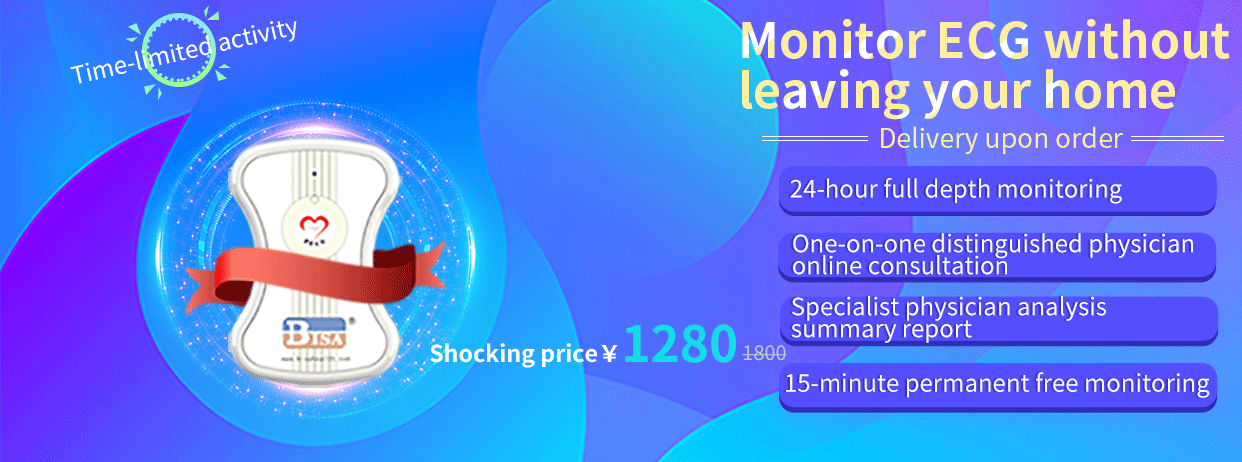 Time-limited activity
Monitor ECG without
leaving your home
Delivery upon order
24-hour full depth monitoring
One-on-one distinguished physician
online consultation
Specialist physician analysis
summary report
15-minute permanent free monitoring
BISA®
Shocking price ¥ 1280 1800